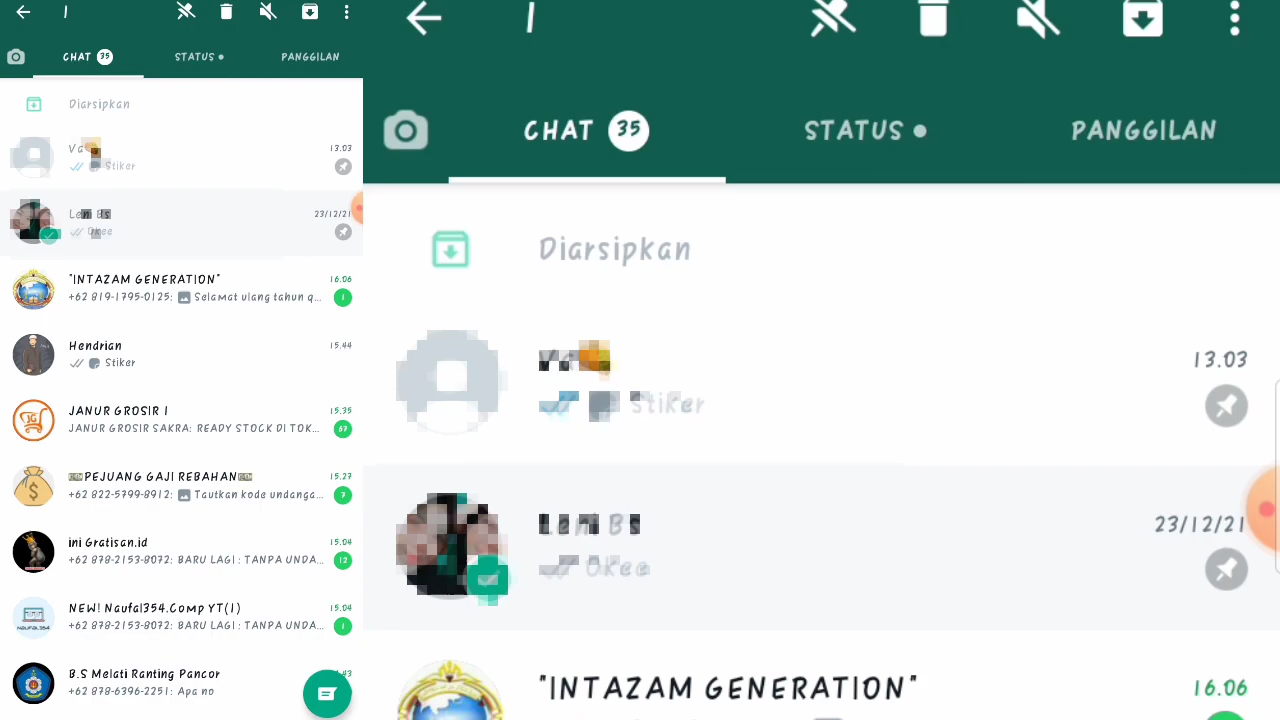 1
CHAT 35
STATUS
PANGGILAN
Diarsipkan
13.03
Stiker
23/12/21
Okee
"INTAZAM GENERATION"
16.06
+62 819-1795-0125: Selamat ulang tahun q...
1
Hendrian
15.44
Stiker
JANUR GROSIR 1
15.35
JANUR GROSIR SAKRA: READY STOCK DI TOK...
57
💵PEJUANG GAJI REBAHAN💵
15.27
+62 822-5799-8912: Tautkan kode undanga...
7
ini Gratisan.id
15.04
+62 878-2153-8072: BARU LAGI : TANPA UNDA...
12
NEW! Naufal354.Comp YT(1)
15.04
+62 878-2153-8072: BARU LAGI : TANPA UNDA...
1
B.S Melati Ranting Pancor
+62 878-6396-2251: Apa no
1
CHAT 35
STATUS
PANGGILAN
Diarsipkan
13.03
Stiker
23/12/21
Okee
"INTAZAM GENERATION"
16.06